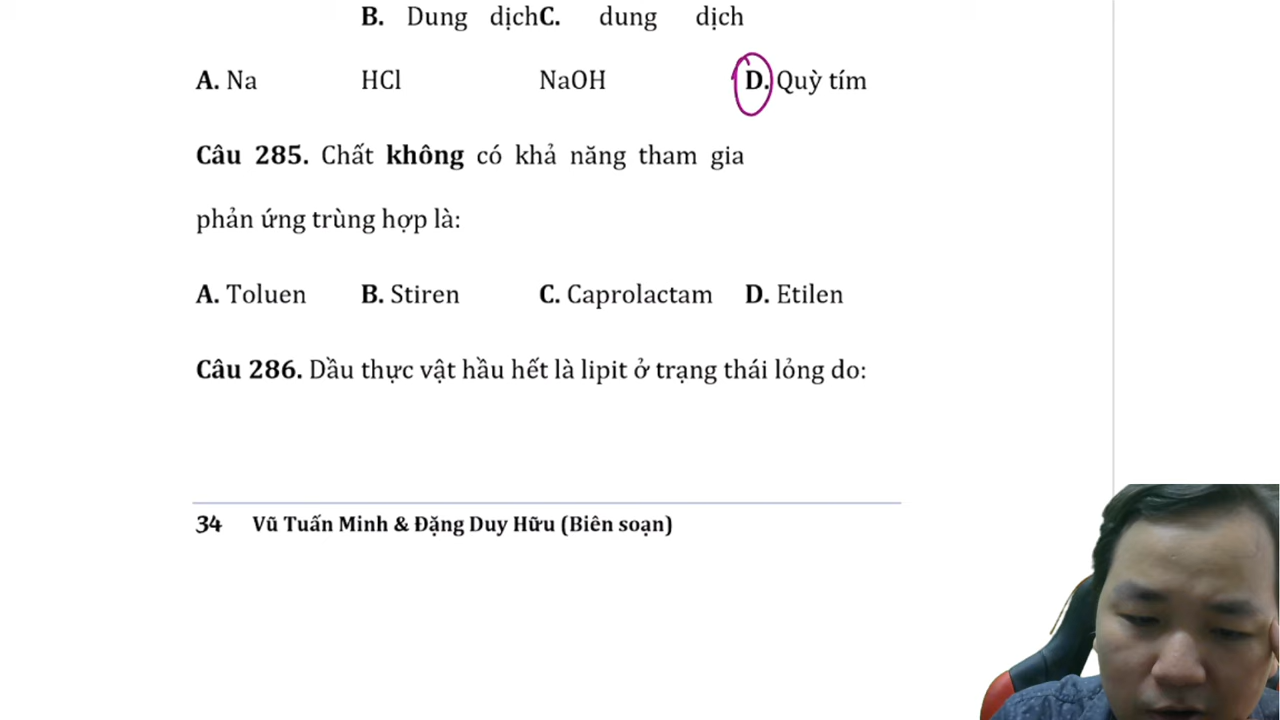 B. Dung dịch C. dung dịch
A. Na HCl NaOH D. Quỳ tím
Câu 285. Chất không có khả năng tham gia
phản ứng trùng hợp là:
A. Toluen B. Stiren C. Caprolactam D. Etilen
Câu 286. Dầu thực vật hầu hết là lipit ở trạng thái lỏng do:
34 Vũ Tuấn Minh & Đặng Duy Hữu (Biên soạn)